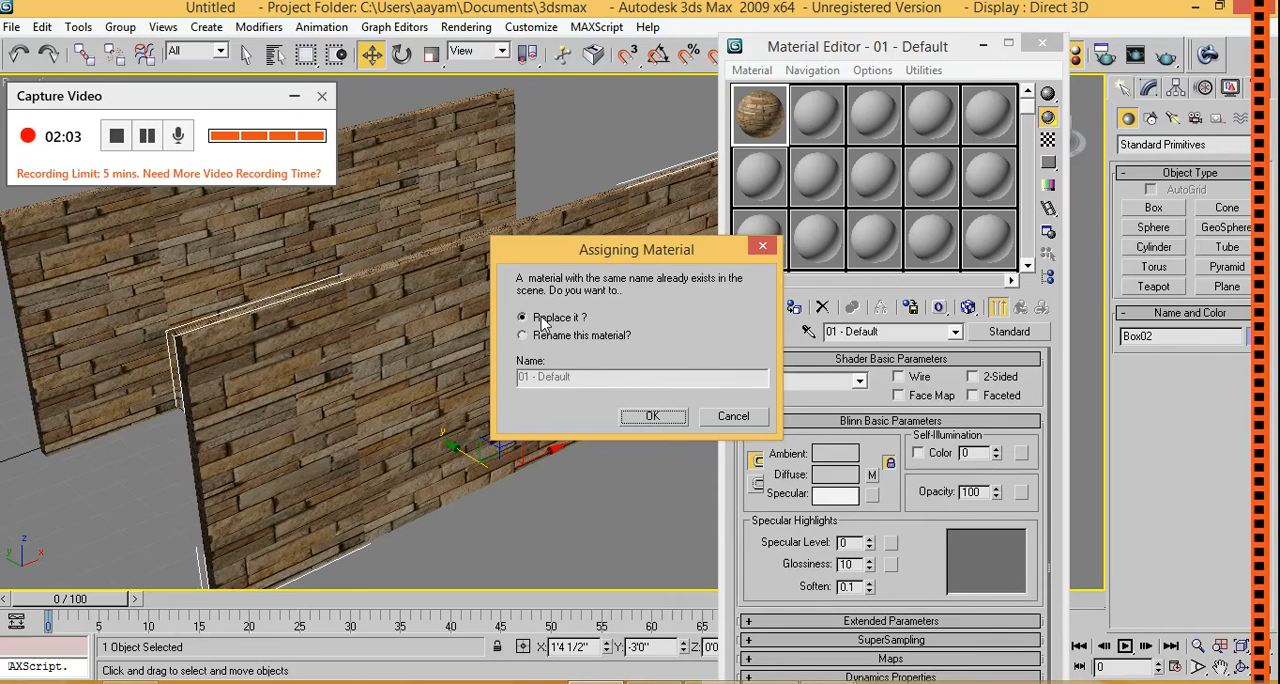 Untitled - Project Folder: C:\Users\aayam\Documents\3dsmax - Autodesk 3ds Max 2009 x64 - Unregistered Version - Display : Direct 3D
File Edit Tools Group Views Create Modifiers Animation Graph Editors Rendering Customize MAXScript Help
All View 3 %
Material Editor - 01 - Default
Material Navigation Options Utilities
Capture Video
02:03
Recording Limit: 5 mins. Need More Video Recording Time?
Standard Primitives
- Object Type
AutoGrid
Box Cone
Sphere GeoSphere
Cylinder Tube
Torus Pyramid
Teapot Plane
- Name and Color
Box02
Assigning Material
A material with the same name already exists in the
scene. Do you want to..
Replace it ?
Rename this material?
Name:
01 - Default
OK Cancel
01 - Default Standard
Shader Basic Parameters
Wire 2-Sided
Face Map Faceted
Blinn Basic Parameters
Self-Illumination
Ambient: Color 0
Diffuse: M
Specular: Opacity: 100
Specular Highlights
Specular Level: 0
Glossiness: 10
Soften: 0.1
+ Extended Parameters
+ SuperSampling
+ Maps
+ Dynamics Properties
y
z
y x
< 0 / 100 >
0 5 10 15 20 25 30 35 40 45 50 55 60 65
1 Object Selected X: 1'4 1/2" Y: -3'0" Z: 0'0
AXScript. Click and drag to select and move objects
0